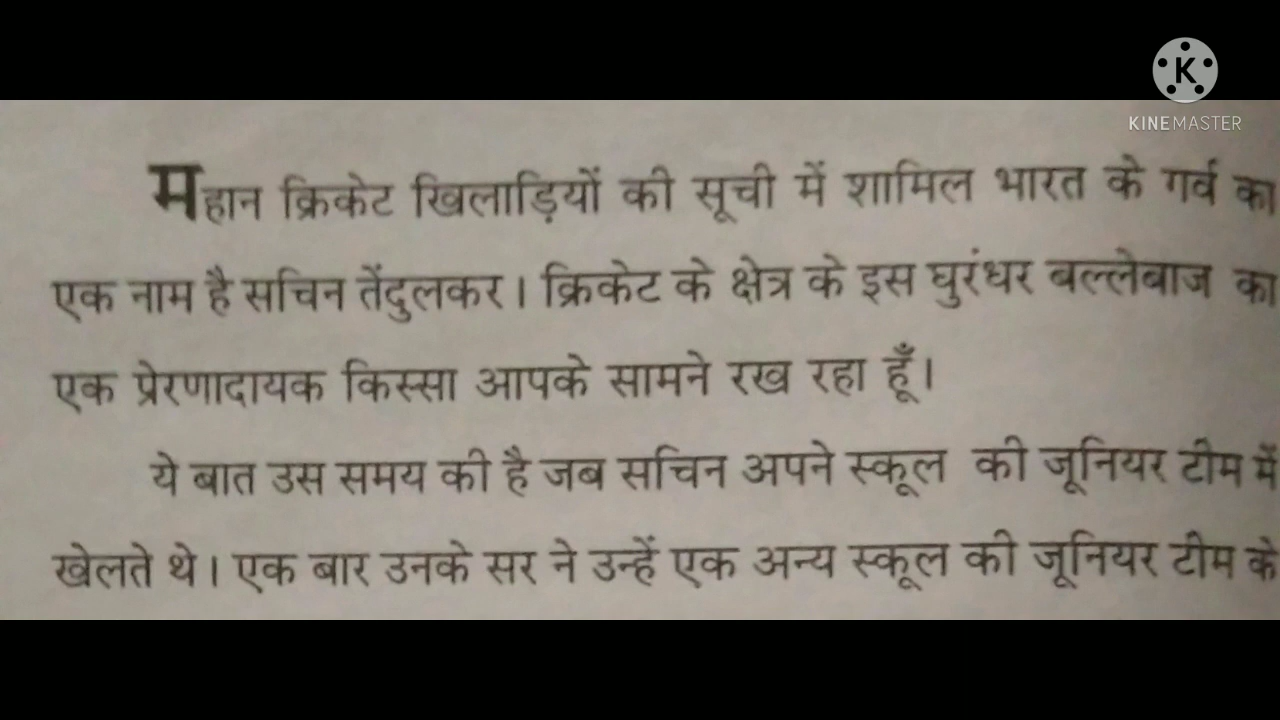 K
KINEMASTER
महान क्रिकेट खिलाड़ियों की सूची में शामिल भारत के गर्व का
एक नाम है सचिन तेंदुलकर। क्रिकेट के क्षेत्र के इस घुरंधर बल्लेबाज का
एक प्रेरणादायक किस्सा आपके सामने रख रहा हूँ।
ये बात उस समय की है जब सचिन अपने स्कूल की जूनियर टीम में
खेलते थे। एक बार उनके सर ने उन्हें एक अन्य स्कूल की जूनियर टीम के